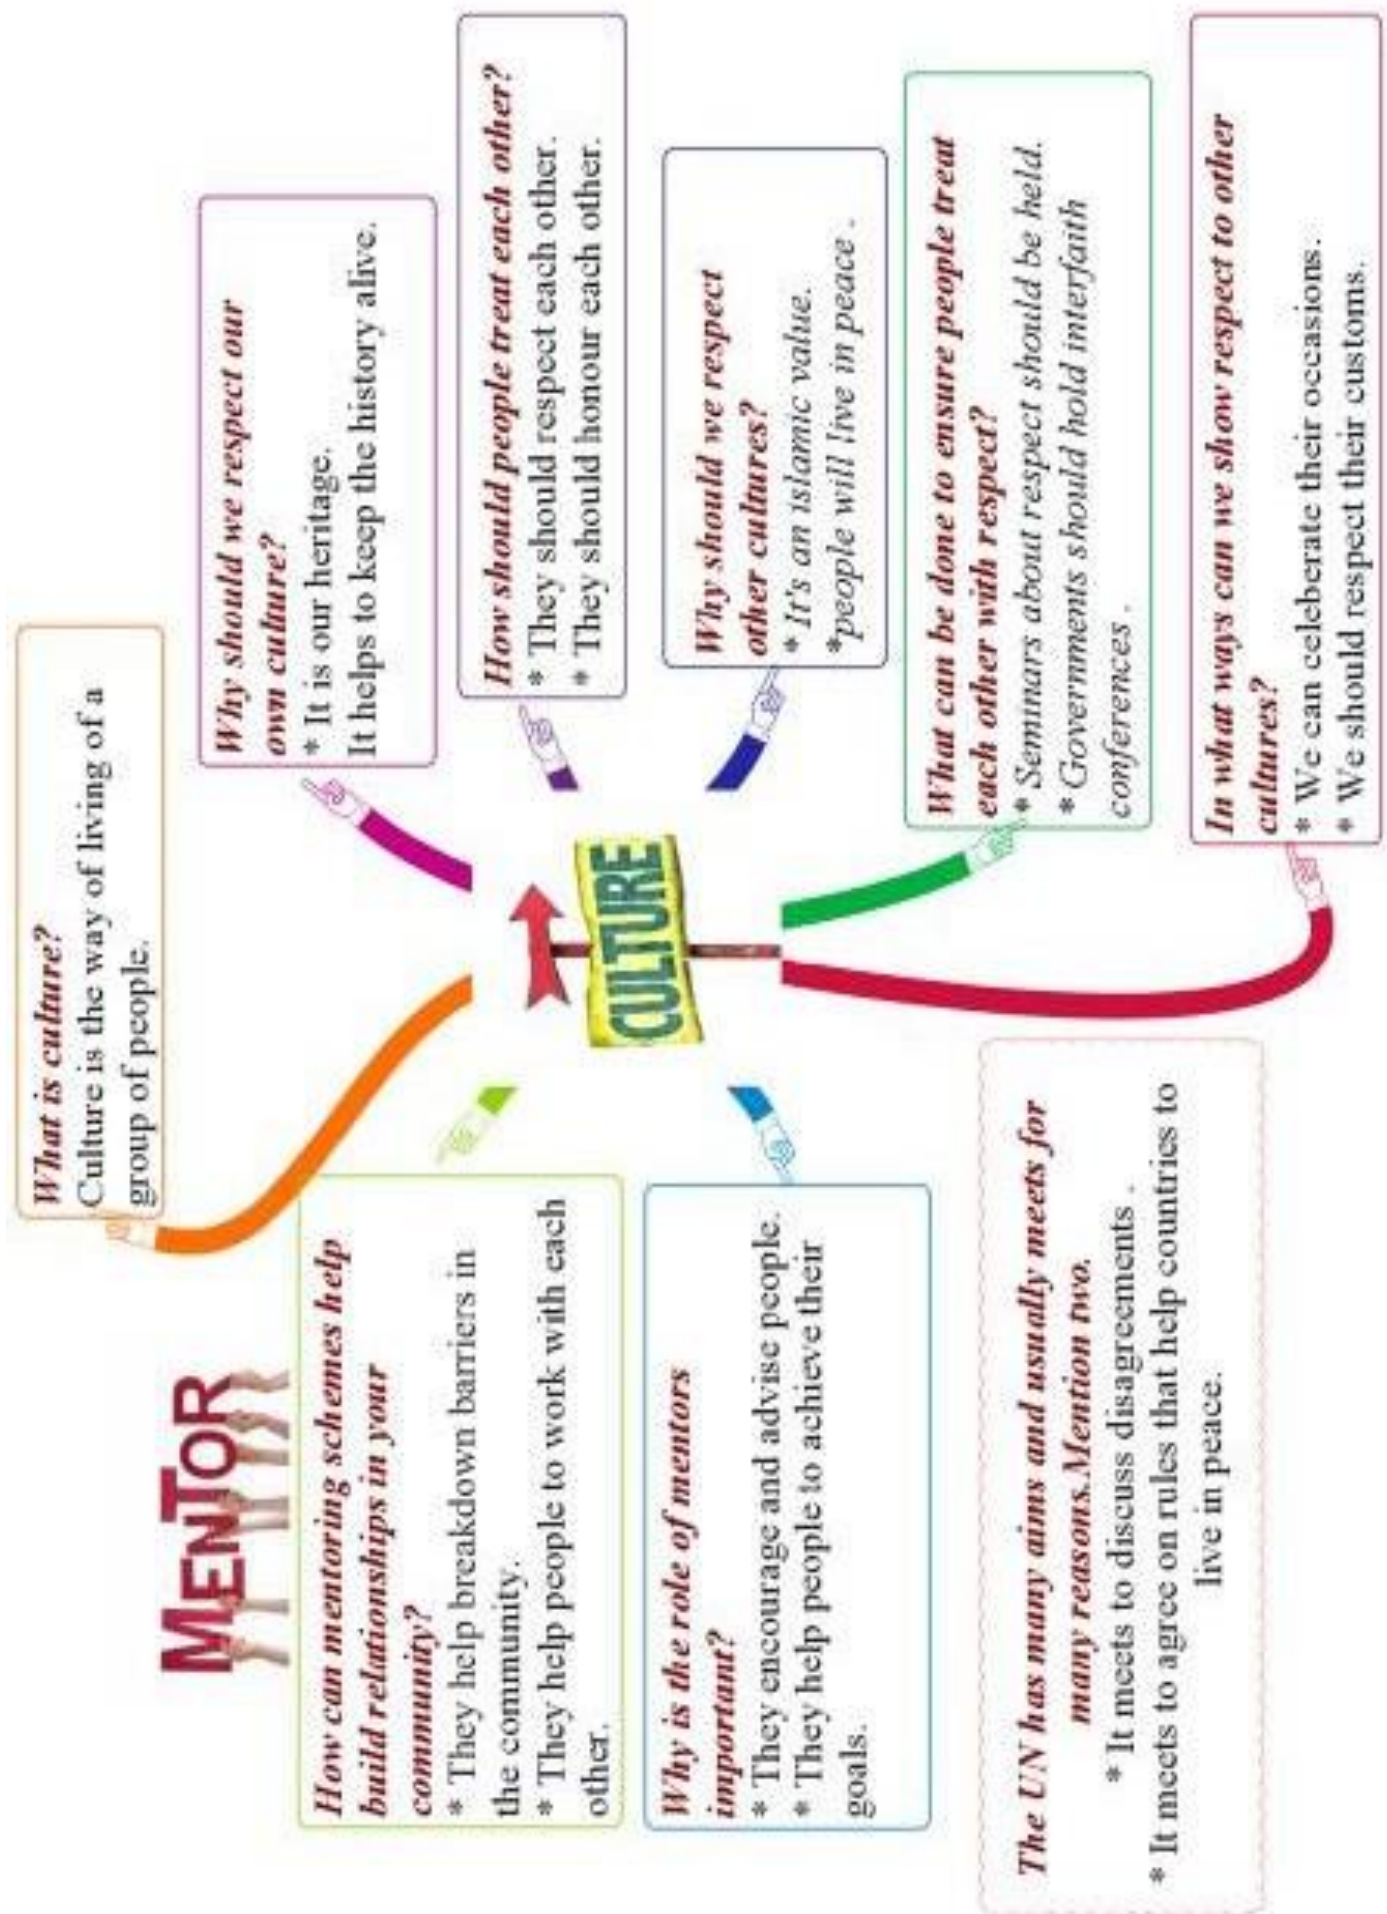 MENTOR
How can mentoring schemes help
build relationships in your
community?
* They help breakdown barriers in
the community.
* They help people to work with each
other.
Why is the role of mentors
important?
* They encourage and advise people.
* They help people to achieve their
goals.
The UN has many aims and usually meets for
many reasons.Mention two.
* It meets to discuss disagreements .
* It meets to agree on rules that help countries to
live in peace.
What is culture?
Culture is the way of living of a
group of people.
CULTURE
Why should we respect our
own culture?
* It is our heritage.
It helps to keep the history alive.
How should people treat each other?
* They should respect each other.
* They should honour each other.
Why should we respect
other cultures?
* It's an islamic value.
*people will live in peace .
What can be done to ensure people treat
each other with respect?
* Seminars about respect should be held.
* Goverments should hold interfaith
conferences .
In what ways can we show respect to other
cultures?
* We can celebrate their occasions.
* We should respect their customs.